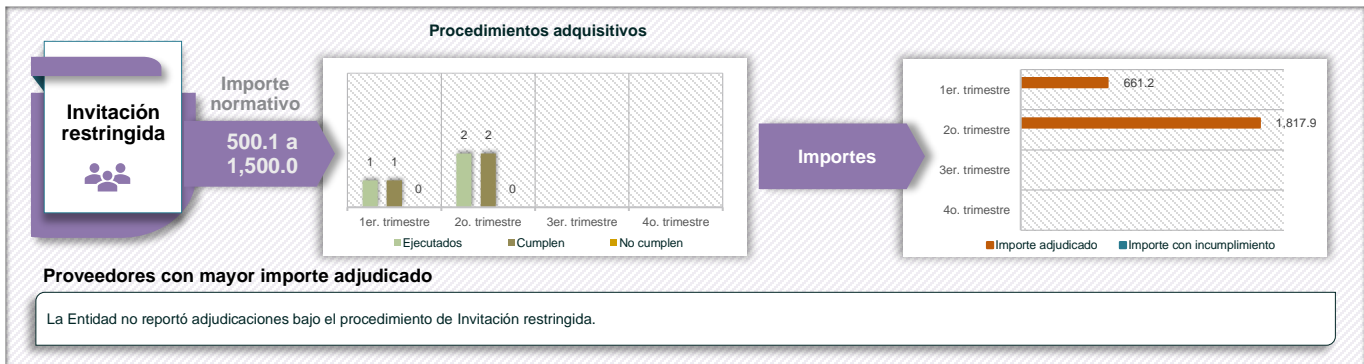 Procedimientos adquisitivos
Invitación
restringida
Importe
normativo
500.1 a
1,500.0
1
1
0
2
2
0
1er. trimestre
2o. trimestre
3er. trimestre
4o. trimestre
Ejecutados
Cumplen
No cumplen
Importes
1er. trimestre
661.2
2o. trimestre
1,817.9
3er. trimestre
4o. trimestre
Importe adjudicado
Importe con incumplimiento
Proveedores con mayor importe adjudicado
La Entidad no reportó adjudicaciones bajo el procedimiento de Invitación restringida.